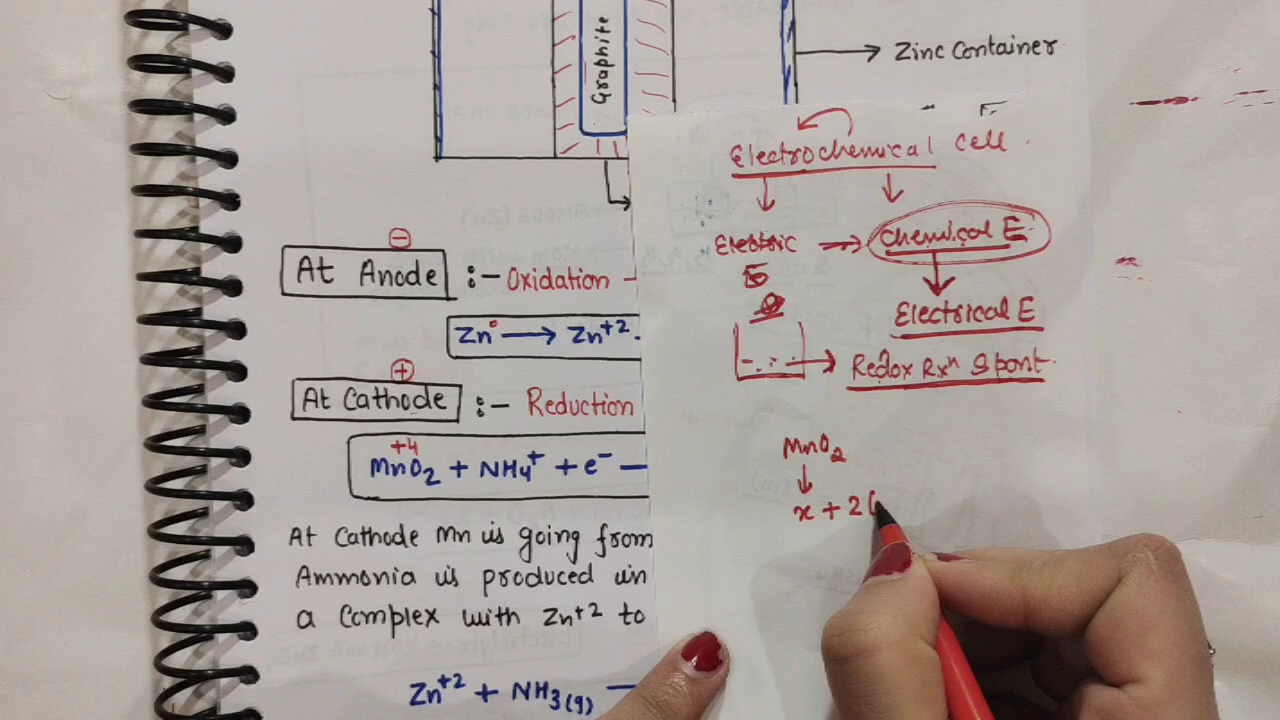 Graphite
Zinc Container
Electrochemical cell.
Electric → Chemical E
E
Electrical E
Redox Rxn Spont.
⊖
At Anode :- Oxidation -
Zn° → Zn+2
⊕
At Cathode :- Reduction
+4
MnO2 + NH4+ + e- —
MnO2
↓
x + 2(
At Cathode Mn is going from
Ammonia is produced in
a Complex with Zn+2 to
Zn+2 + NH3(g) —